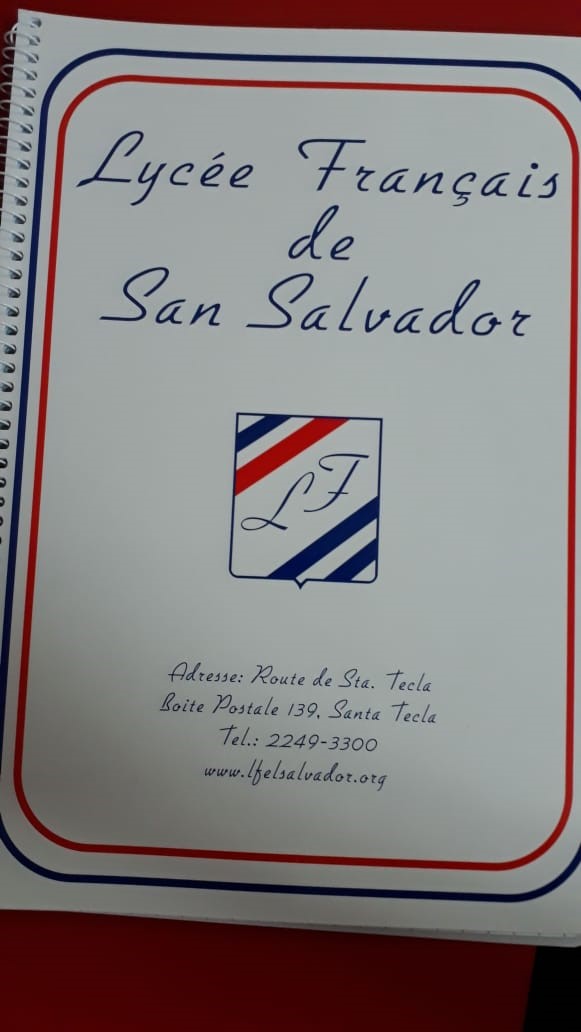 Lycée Français
de
San Salvador
LF
Adresse: Route de Sta. Tecla
Boite Postale 139, Santa Tecla
Tel.: 2249-3300
www.lfelsalvador.org